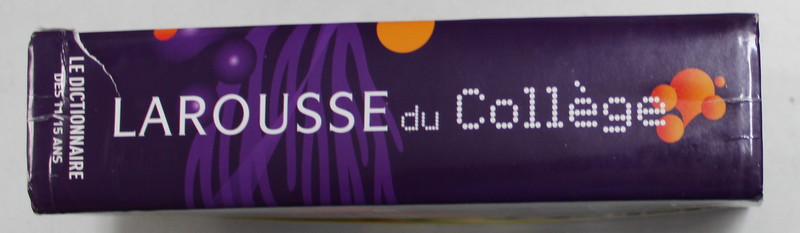 LE DICTIONNAIRE
DES 11/15 ANS
LAROUSSE du Collège